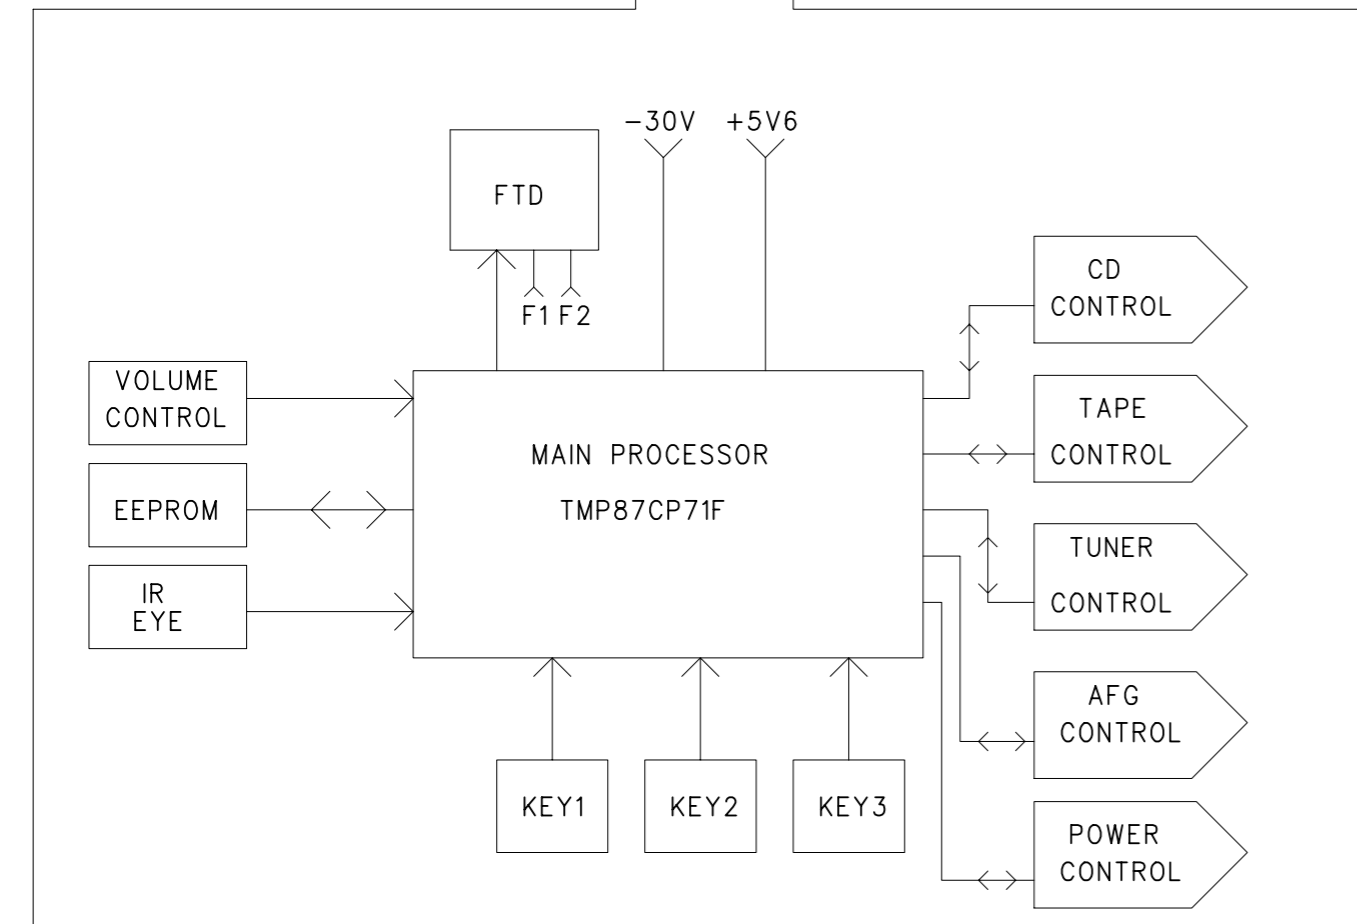 -30V +5V6
FTD
F1 F2
CD
CONTROL
VOLUME
CONTROL
TAPE
CONTROL
MAIN PROCESSOR
TMP87CP71F
EEPROM
TUNER
CONTROL
IR
EYE
AFG
CONTROL
KEY1 KEY2 KEY3
POWER
CONTROL